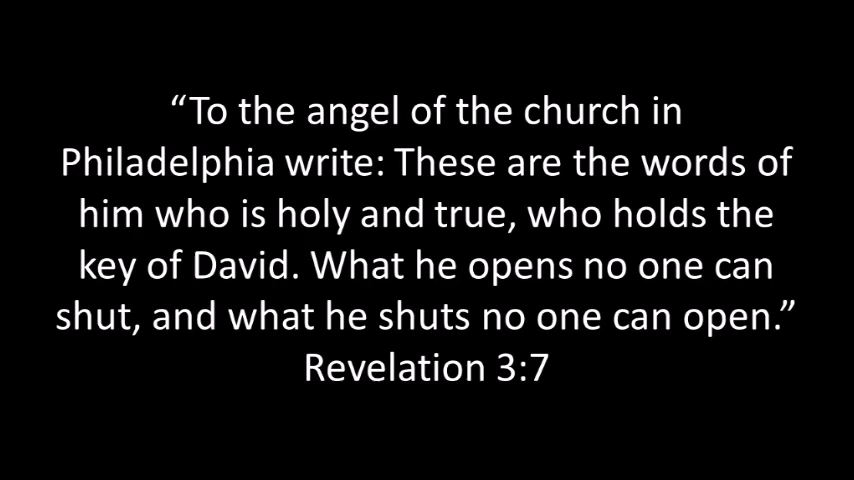 “To the angel of the church in
Philadelphia write: These are the words of
him who is holy and true, who holds the
key of David. What he opens no one can
shut, and what he shuts no one can open.”
Revelation 3:7